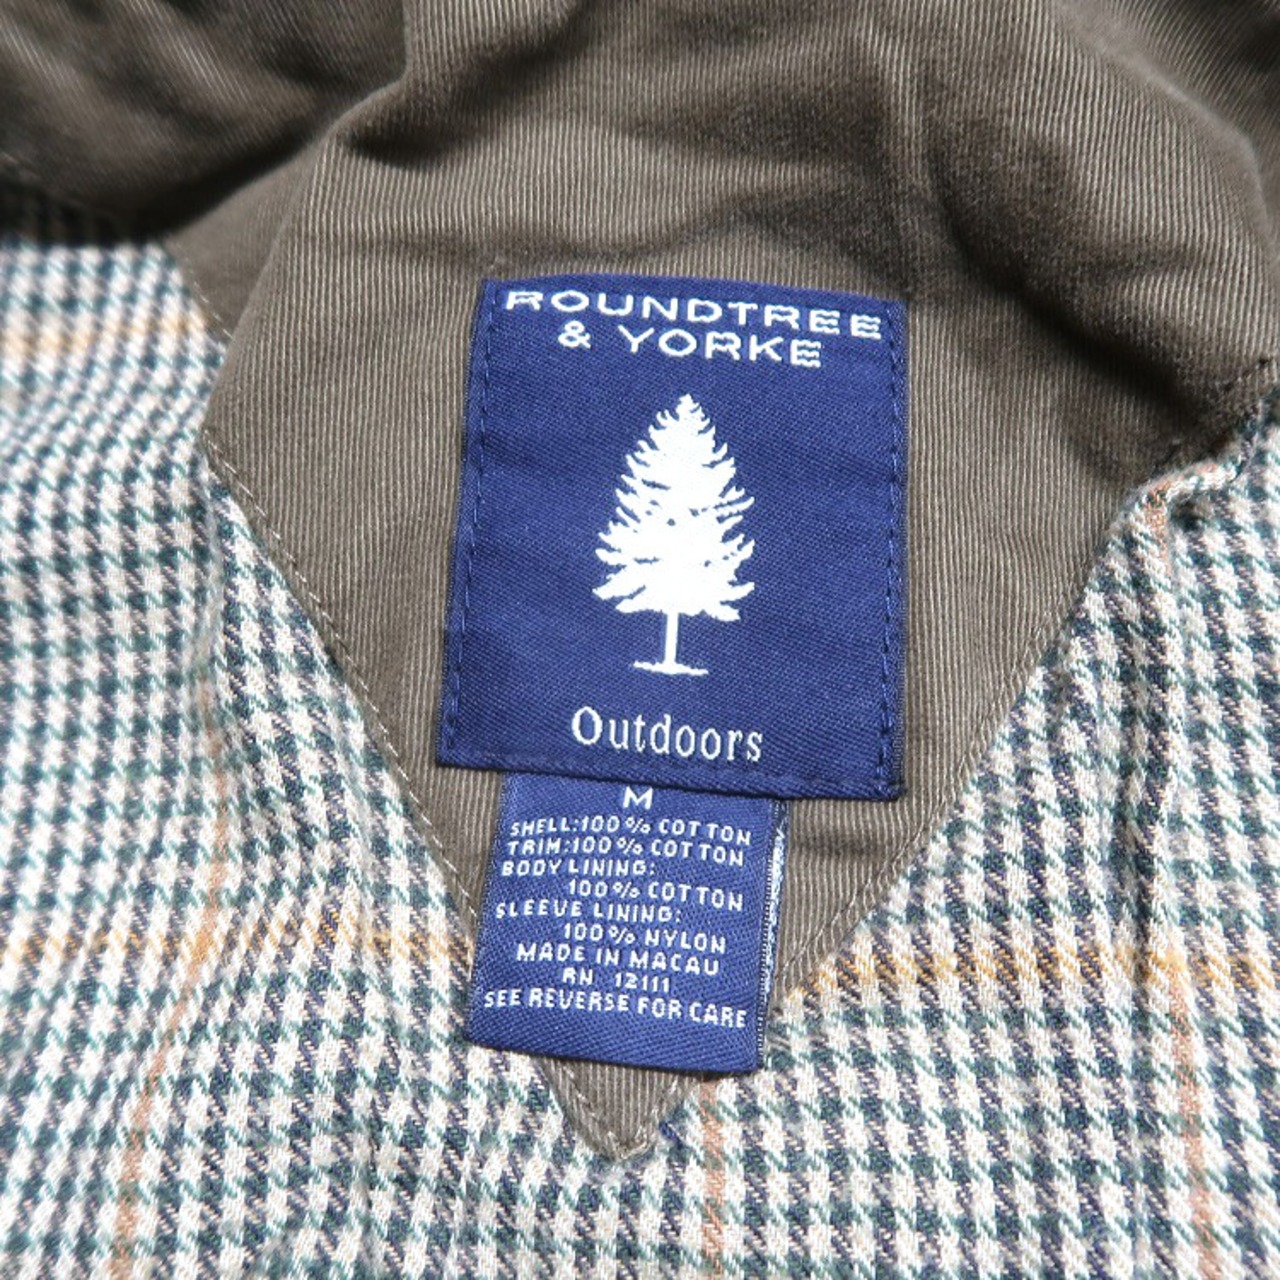 ROUNDTREE
& YORKE
Outdoors
M
SHELL:100% COTTON
TRIM:100% COTTON
BODY LINING:
100% COTTON
SLEEVE LINING:
100% NYLON
MADE IN MACAU
RN 12111
SEE REVERSE FOR CARE